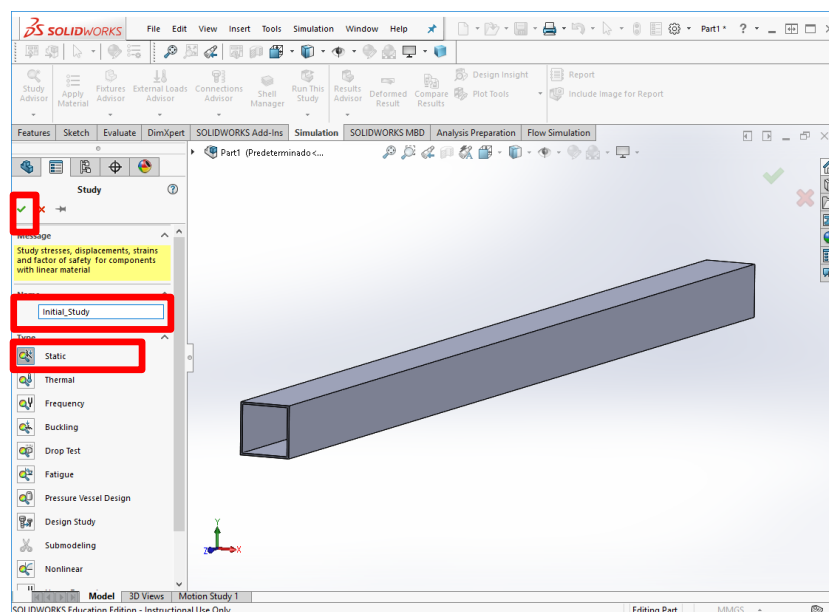 SOLIDWORKS File Edit View Insert Tools Simulation Window Help Part1 * ?
Study Advisor
Apply Material
Fixtures Advisor
External Loads Advisor
Connections Advisor
Shell Manager
Run This Study
Results Advisor
Deformed Result
Compare Results
Design Insight
Plot Tools
Report
Include Image for Report
Features Sketch Evaluate DimXpert SOLIDWORKS Add-Ins Simulation SOLIDWORKS MBD Analysis Preparation Flow Simulation
Part1 (Predeterminado<...
Study
Message
Study stresses, displacements, strains
and factor of safety for components
with linear material
Name
Initial_Study
Type
Static
Thermal
Frequency
Buckling
Drop Test
Fatigue
Pressure Vessel Design
Design Study
Submodeling
Nonlinear
Y
Z X
Model 3D Views Motion Study 1
SOLIDWORKS Education Edition - Instructional Use Only Editing Part MMGS